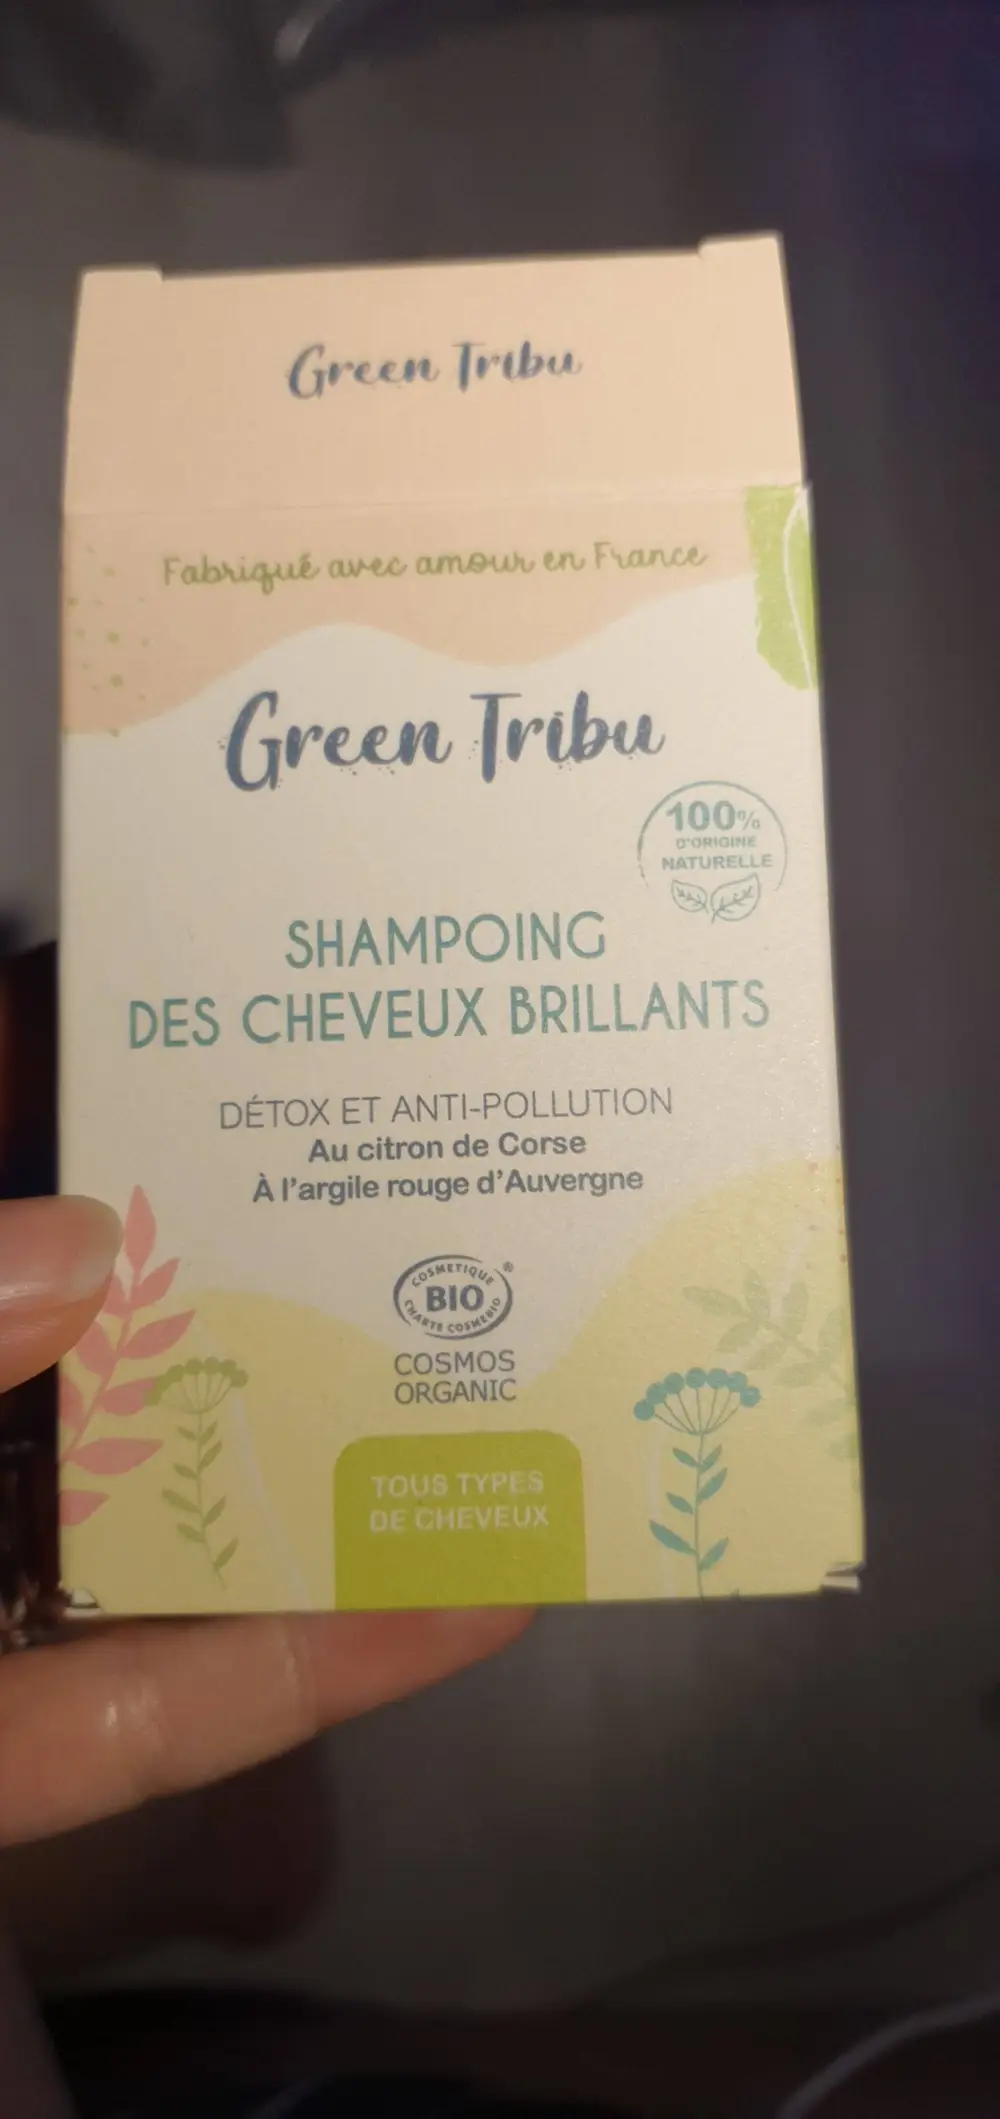 Green Tribu
Fabriqué avec amour en France
Green Tribu
100%
D'ORIGINE
NATURELLE
SHAMPOING
DES CHEVEUX BRILLANTS
DÉTOX ET ANTI-POLLUTION
Au citron de Corse
À l'argile rouge d'Auvergne
COSMETIQUE
®
BIO
CHARTE COSMEBIO
COSMOS
ORGANIC
TOUS TYPES
DE CHEVEUX